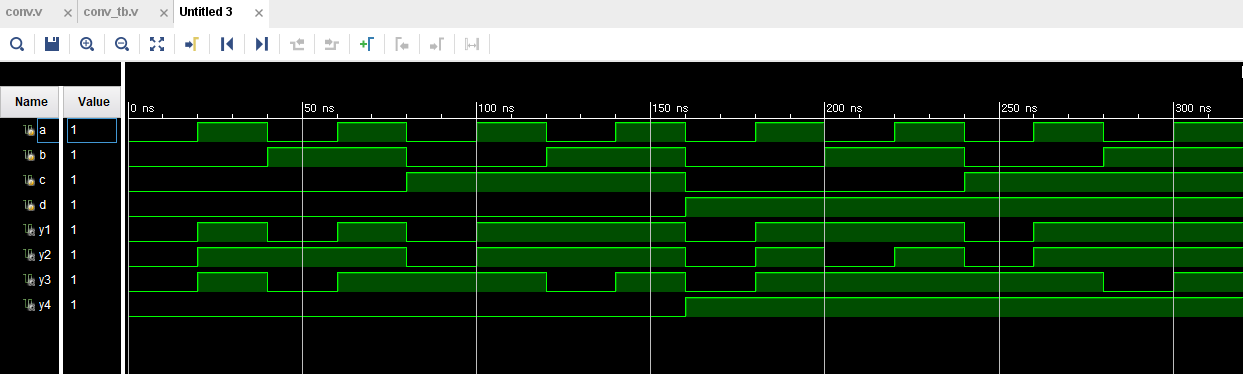 conv.v × conv_tb.v × Untitled 3 ×
Name Value
0 ns 50 ns 100 ns 150 ns 200 ns 250 ns 300 ns
a 1
b 1
c 1
d 1
y1 1
y2 1
y3 1
y4 1